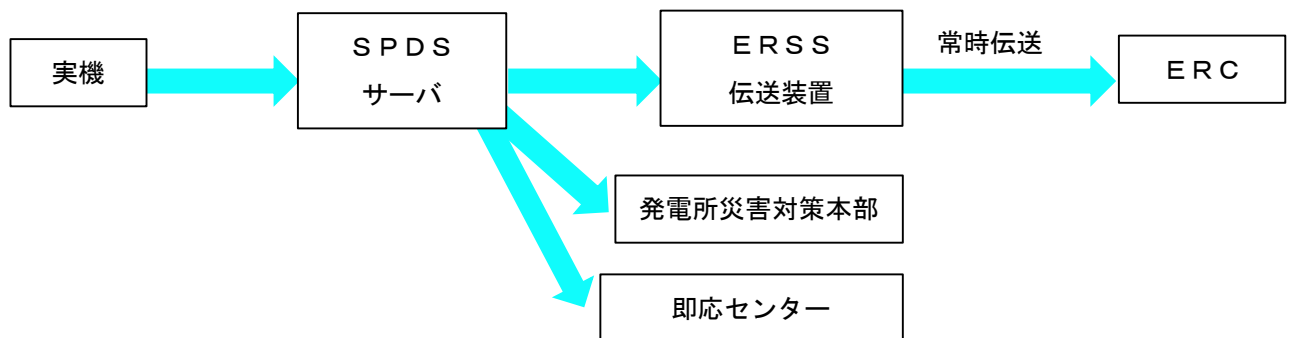 実機
ＳＰＤＳ
サーバ
ＥＲＳＳ
伝送装置
常時伝送
ＥＲＣ
発電所災害対策本部
即応センター